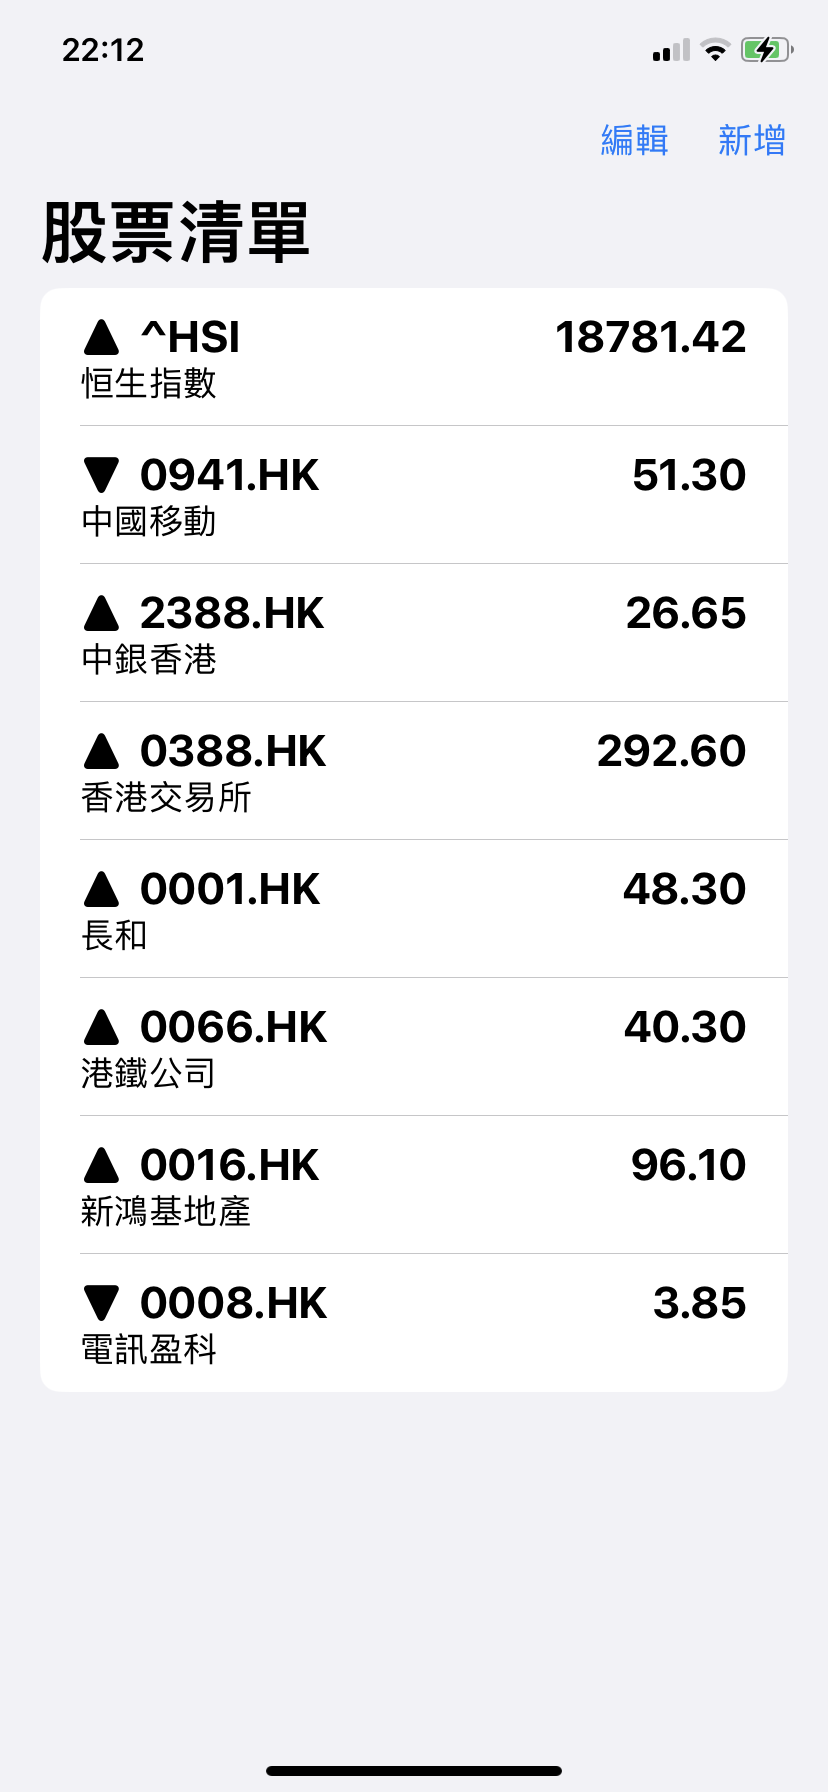 22:12
編輯 新增
股票清單
▲ ^HSI 18781.42
恒生指數
▼ 0941.HK 51.30
中國移動
▲ 2388.HK 26.65
中銀香港
▲ 0388.HK 292.60
香港交易所
▲ 0001.HK 48.30
長和
▲ 0066.HK 40.30
港鐵公司
▲ 0016.HK 96.10
新鴻基地產
▼ 0008.HK 3.85
電訊盈科